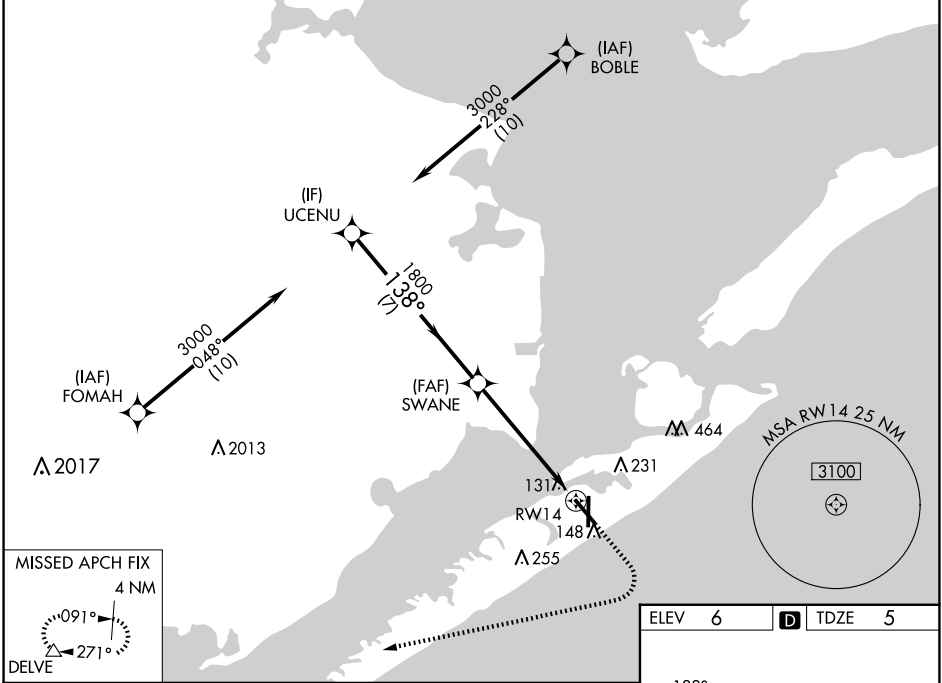 (IAF)
BOBLE
3000
228°
(10)
(IF)
UCENU
1800
138°
(7)
3000
048°
(10)
(IAF)
FOMAH
(FAF)
SWANE
2017
2013
464
231
131
RW14
148
255
MSA RW14 25 NM
3100
MISSED APCH FIX
4 NM
091°
271°
DELVE
ELEV 6 D TDZE 5